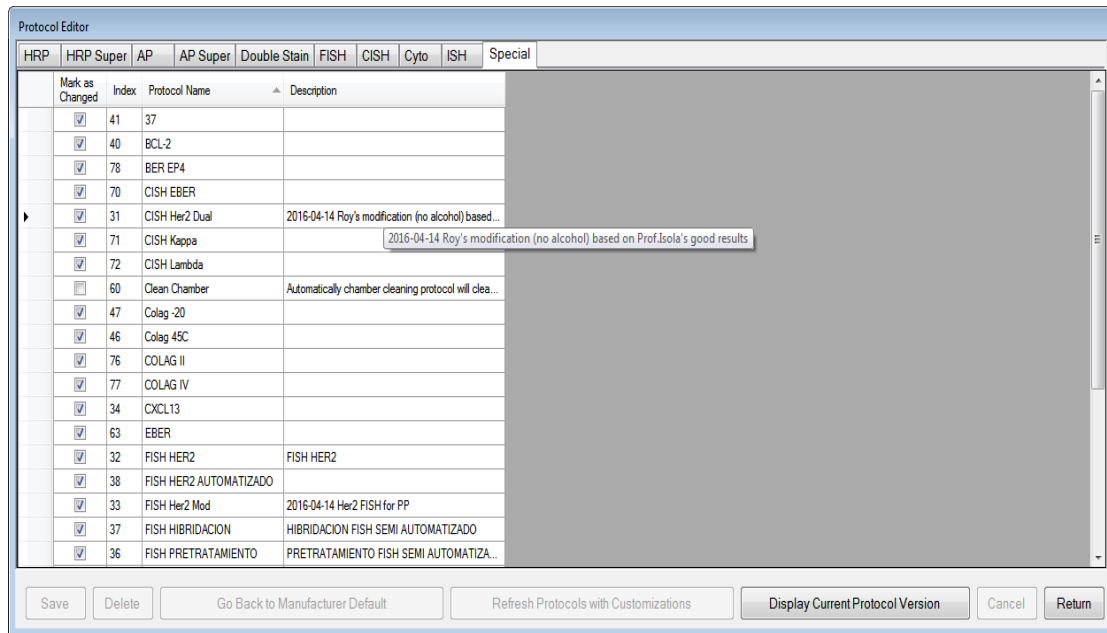 Protocol Editor
HRP HRP Super AP AP Super Double Stain FISH CISH Cyto ISH Special
Mark as Changed Index Protocol Name Description
41 37
40 BCL-2
78 BER EP4
70 CISH EBER
31 CISH Her2 Dual 2016-04-14 Roy's modification (no alcohol) based...
71 CISH Kappa 2016-04-14 Roy's modification (no alcohol) based on Prof.Isola's good results
72 CISH Lambda
60 Clean Chamber Automatically chamber cleaning protocol will clea...
47 Colag -20
46 Colag 45C
76 COLAG II
77 COLAG IV
34 CXCL13
63 EBER
32 FISH HER2 FISH HER2
38 FISH HER2 AUTOMATIZADO
33 FISH Her2 Mod 2016-04-14 Her2 FISH for PP
37 FISH HIBRIDACION HIBRIDACION FISH SEMI AUTOMATIZADO
36 FISH PRETRATAMIENTO PRETRATAMIENTO FISH SEMI AUTOMATIZA...
Save Delete Go Back to Manufacturer Default Refresh Protocols with Customizations Display Current Protocol Version Cancel Return